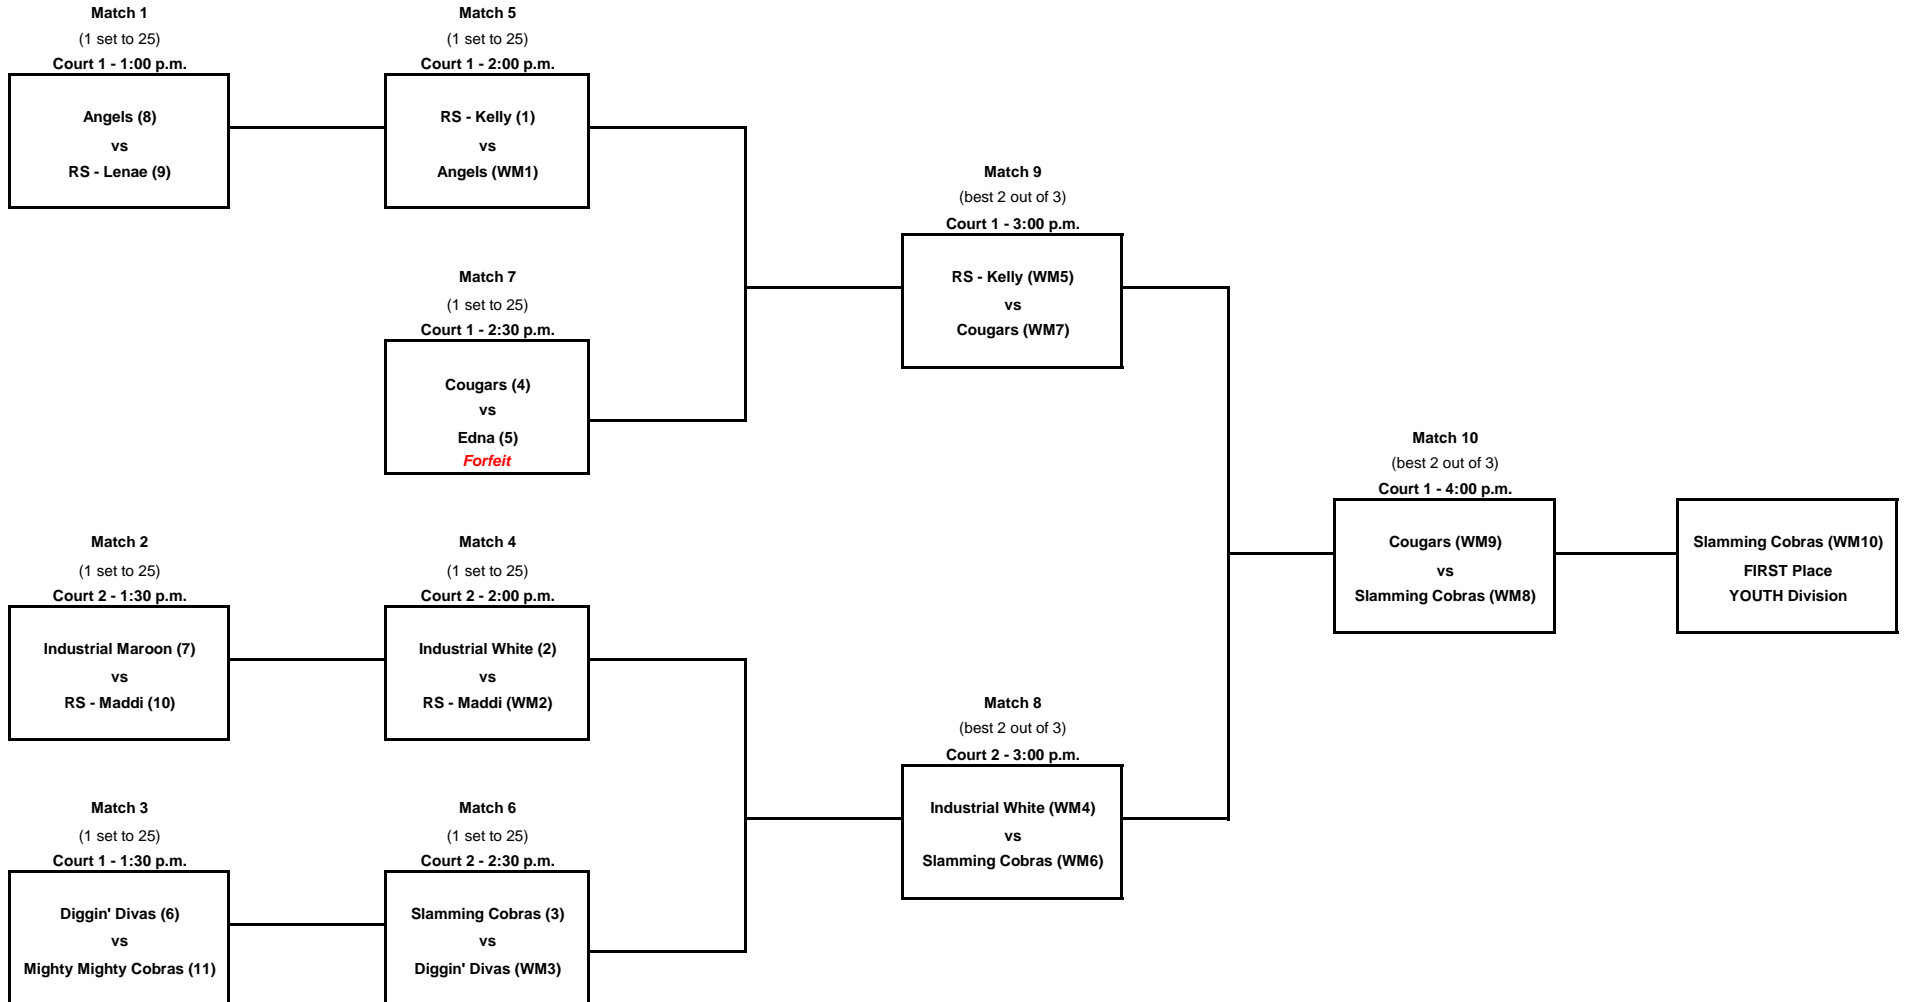 Match 1
(1 set to 25)
Court 1 - 1:00 p.m.
Angels (8)
vs
RS - Lenae (9)
Match 5
(1 set to 25)
Court 1 - 2:00 p.m.
RS - Kelly (1)
vs
Angels (WM1)
Match 7
(1 set to 25)
Court 1 - 2:30 p.m.
Cougars (4)
vs
Edna (5)
Forfeit
Match 9
(best 2 out of 3)
Court 1 - 3:00 p.m.
RS - Kelly (WM5)
vs
Cougars (WM7)
Match 2
(1 set to 25)
Court 2 - 1:30 p.m.
Industrial Maroon (7)
vs
RS - Maddi (10)
Match 4
(1 set to 25)
Court 2 - 2:00 p.m.
Industrial White (2)
vs
RS - Maddi (WM2)
Match 3
(1 set to 25)
Court 1 - 1:30 p.m.
Diggin' Divas (6)
vs
Mighty Mighty Cobras (11)
Match 6
(1 set to 25)
Court 2 - 2:30 p.m.
Slamming Cobras (3)
vs
Diggin' Divas (WM3)
Match 8
(best 2 out of 3)
Court 2 - 3:00 p.m.
Industrial White (WM4)
vs
Slamming Cobras (WM6)
Match 10
(best 2 out of 3)
Court 1 - 4:00 p.m.
Cougars (WM9)
vs
Slamming Cobras (WM8)
Slamming Cobras (WM10)
FIRST Place
YOUTH Division